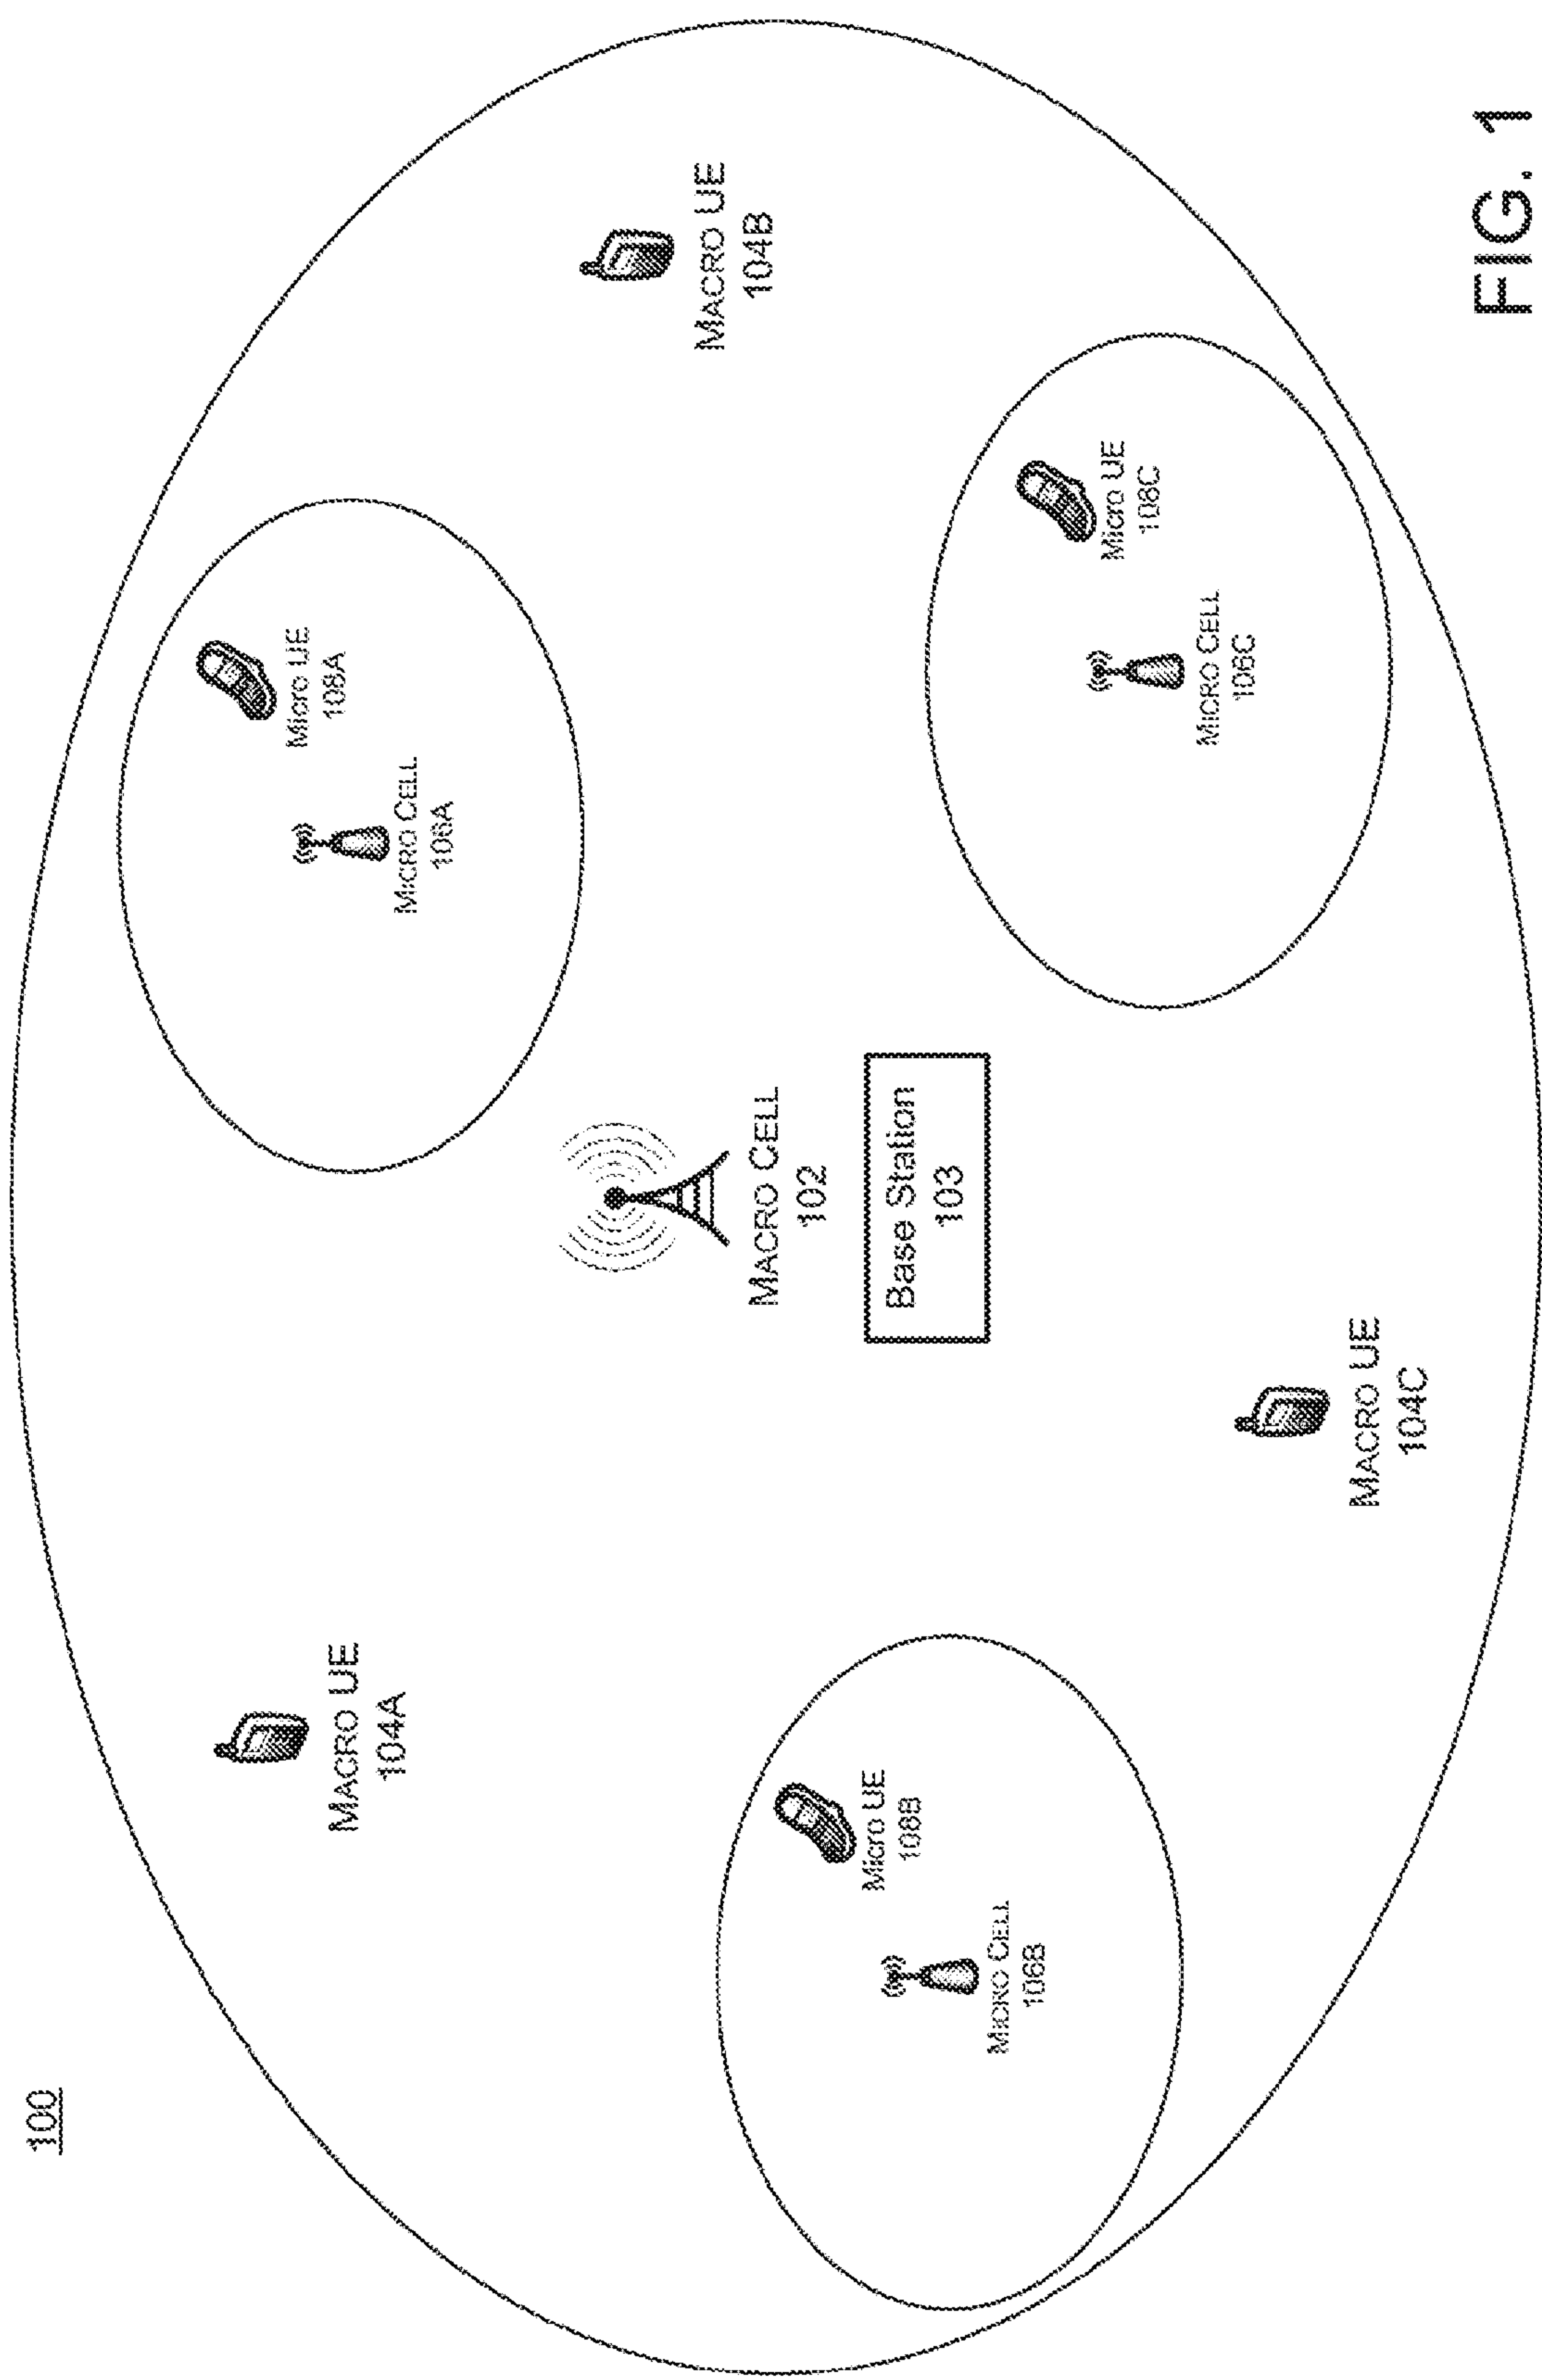 100
MACRO UE
104A
Micro UE
108A
MICRO CELL
106A
MACRO UE
104B
MACRO CELL
102
Base Station
103
Micro UE
108B
MICRO CELL
106B
Micro UE
108C
MICRO CELL
106C
MACRO UE
104C
FIG. 1